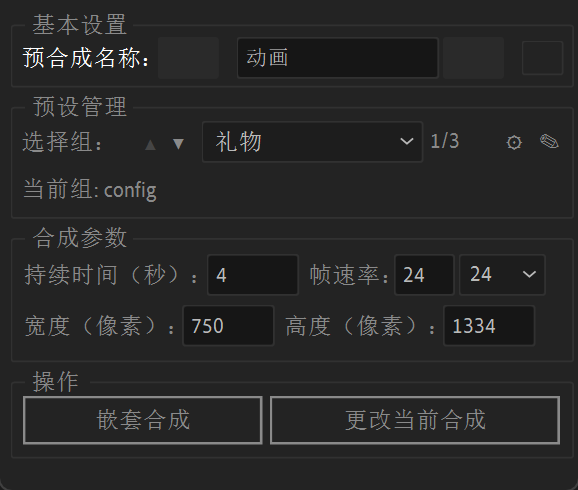 基本设置
预合成名称： 动画
预设管理
选择组： ▲ ▼ 礼物 1/3
当前组: config
合成参数
持续时间（秒）: 4 帧速率: 24 24
宽度（像素）: 750 高度（像素）: 1334
操作
嵌套合成 更改当前合成